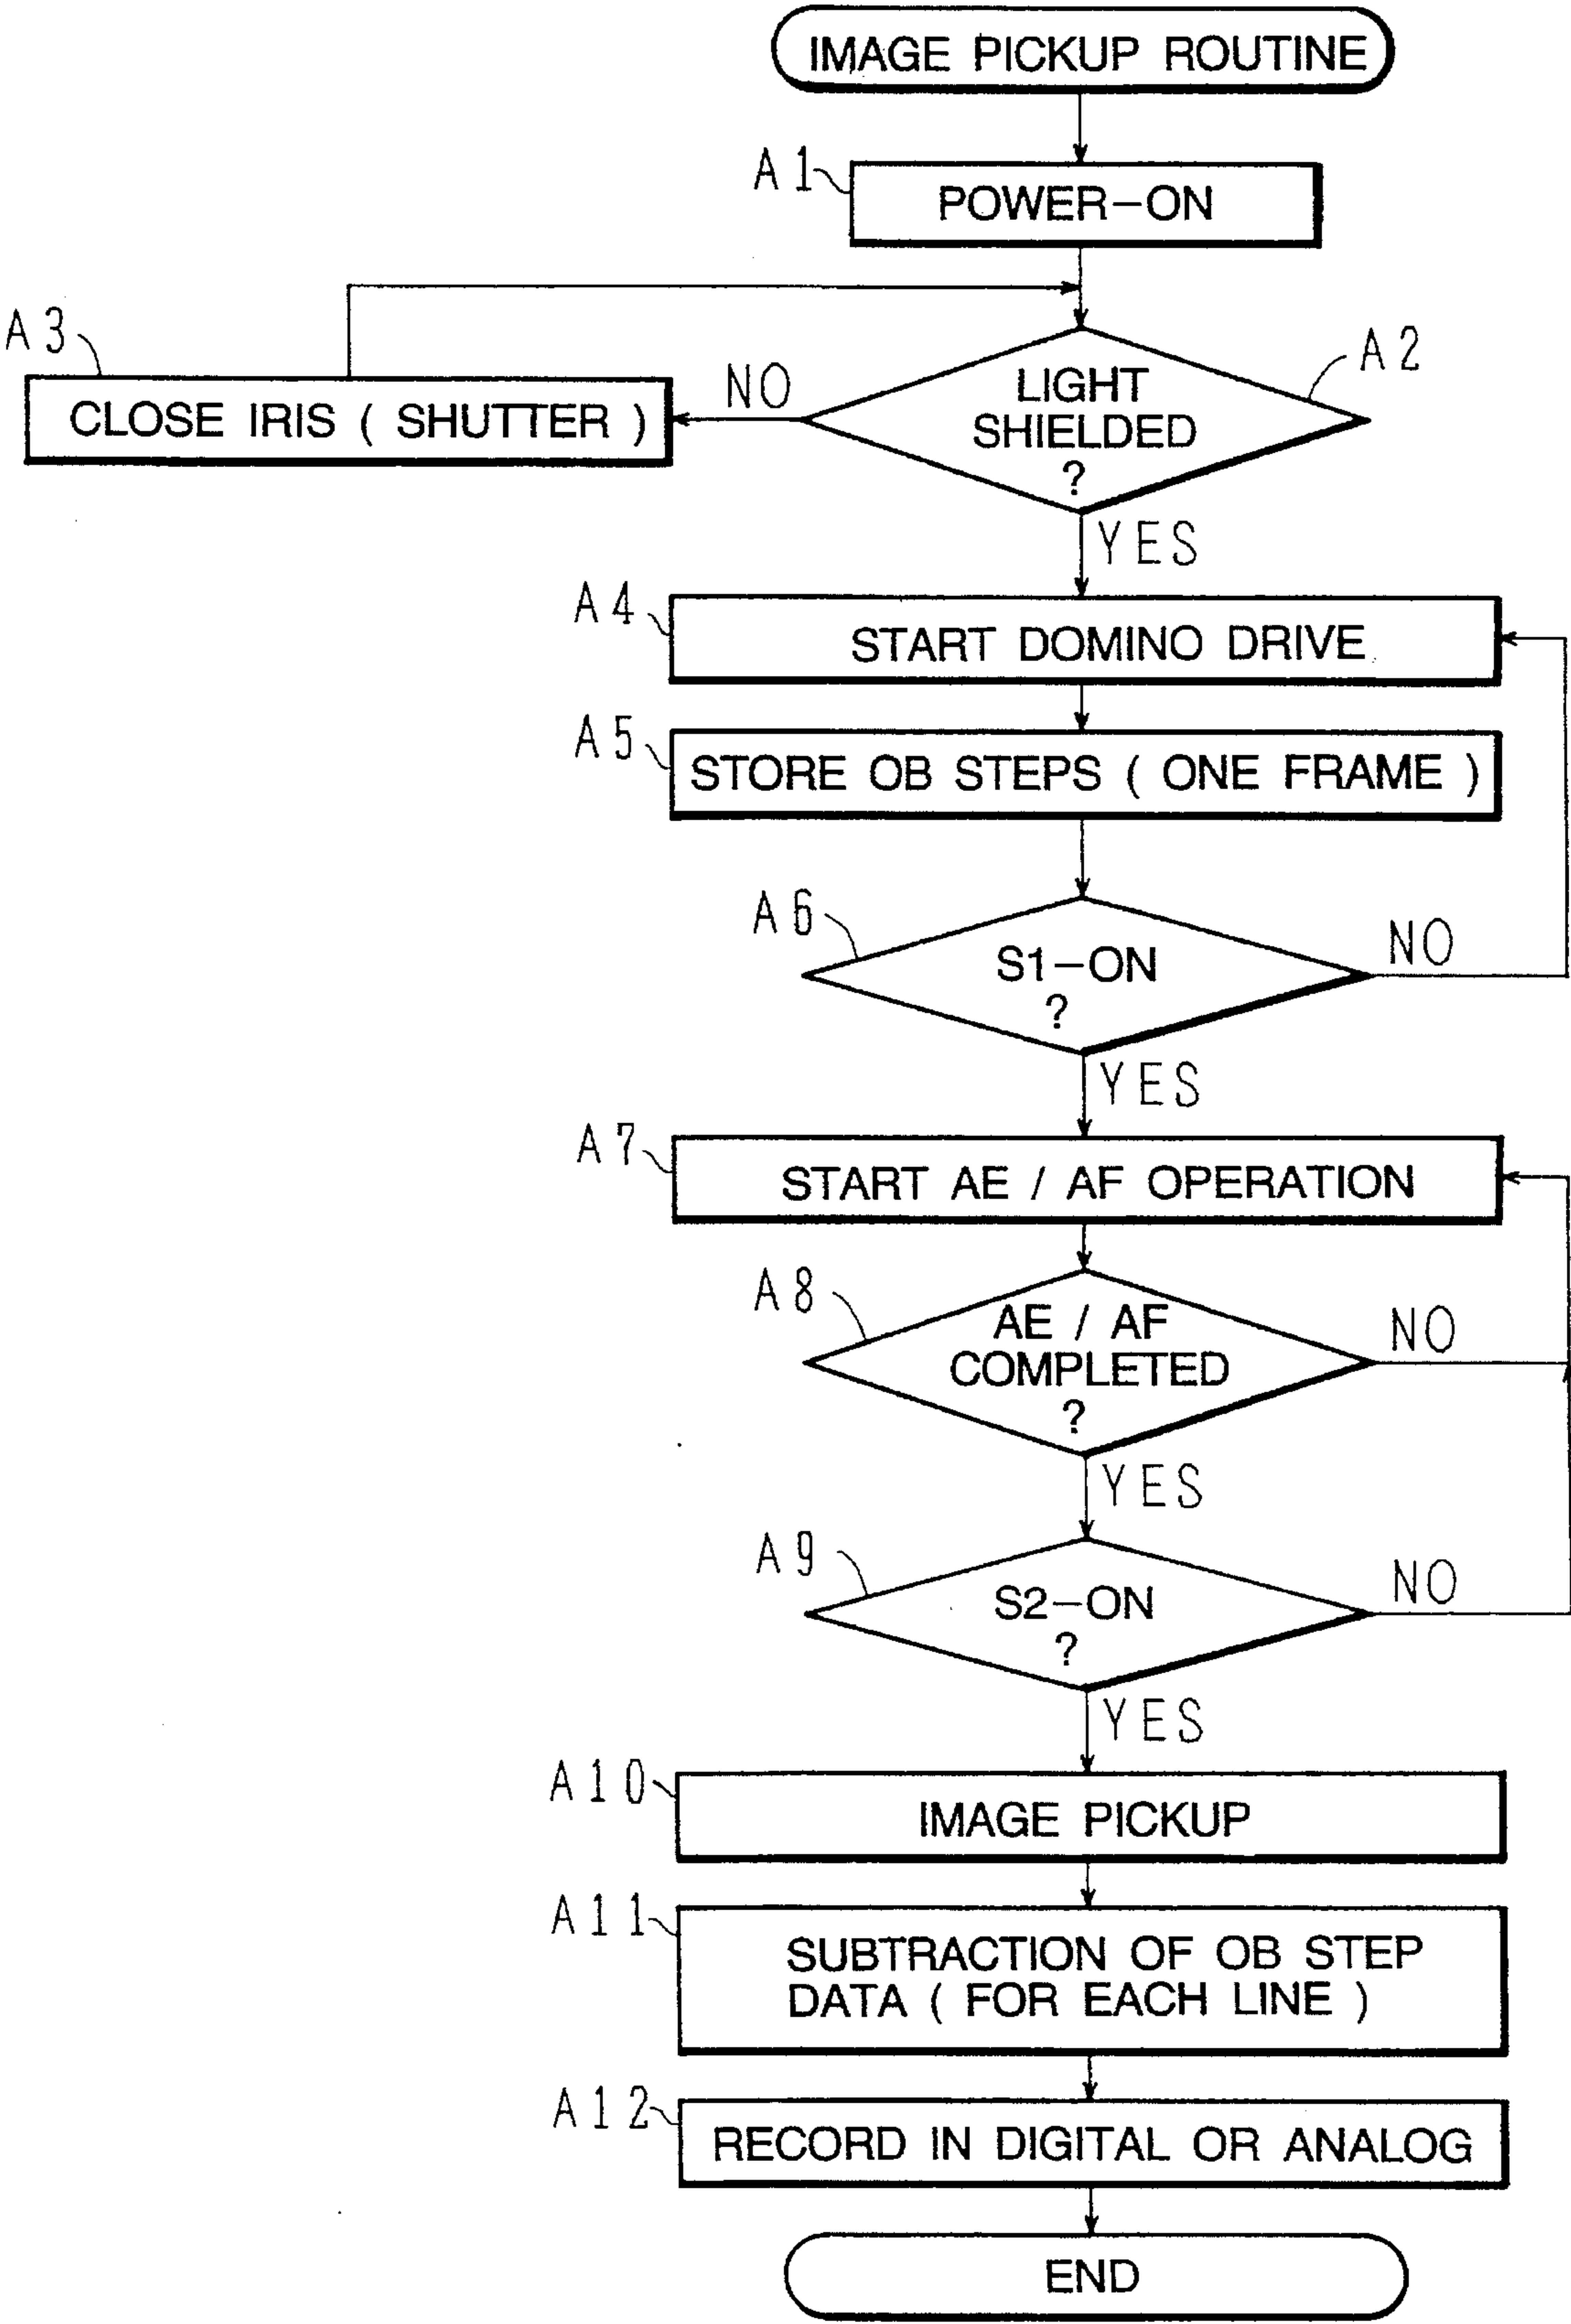 IMAGE PICKUP ROUTINE
A1
POWER-ON
A3
CLOSE IRIS ( SHUTTER )
NO
LIGHT
SHIELDED
?
A2
YES
A4
START DOMINO DRIVE
A5
STORE OB STEPS ( ONE FRAME )
A6
S1-ON
?
NO
YES
A7
START AE / AF OPERATION
A8
AE / AF
COMPLETED
?
NO
YES
A9
S2-ON
?
NO
YES
A10
IMAGE PICKUP
A11
SUBTRACTION OF OB STEP
DATA ( FOR EACH LINE )
A12
RECORD IN DIGITAL OR ANALOG
END